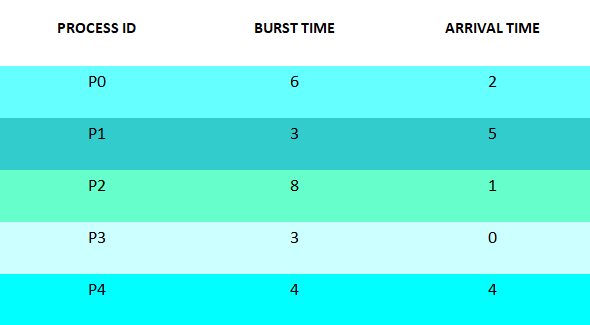 PROCESS ID BURST TIME ARRIVAL TIME
P0 6 2
P1 3 5
P2 8 1
P3 3 0
P4 4 4